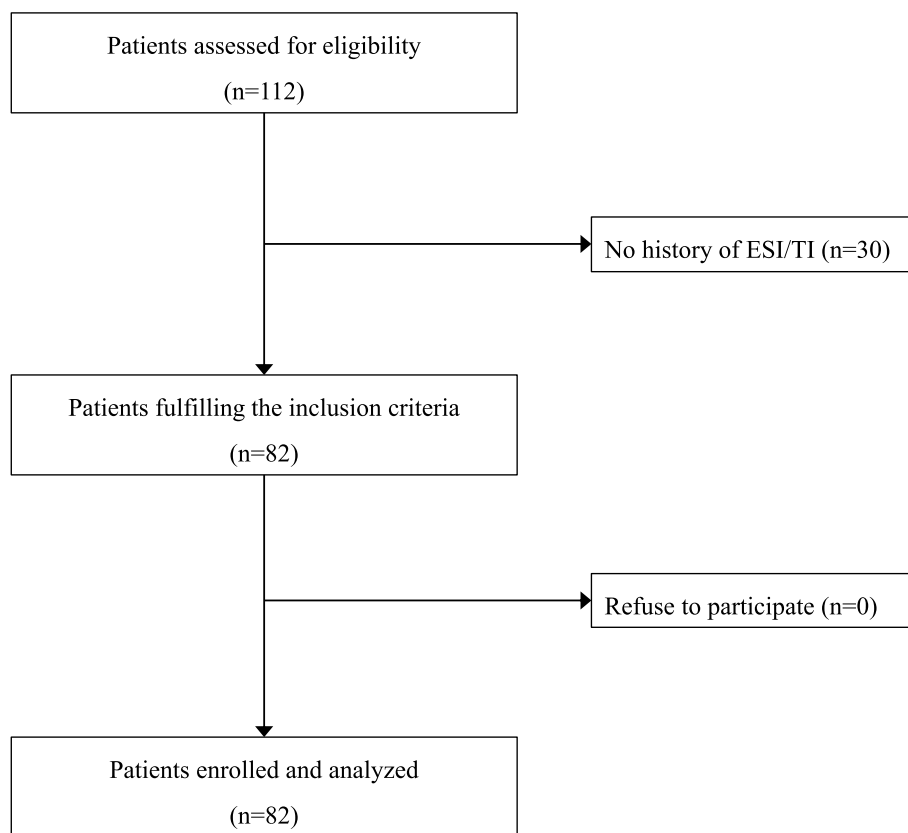 Patients assessed for eligibility
(n=112)
No history of ESI/TI (n=30)
Patients fulfilling the inclusion criteria
(n=82)
Refuse to participate (n=0)
Patients enrolled and analyzed
(n=82)